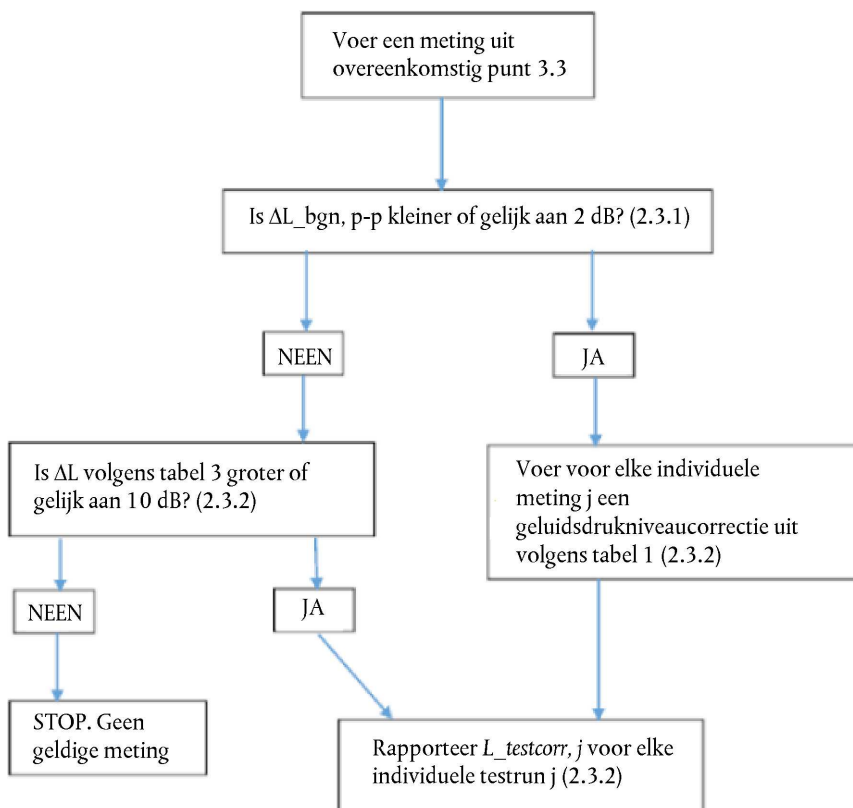 Voer een meting uit
overeenkomstig punt 3.3
Is ΔL_bgn, p-p kleiner of gelijk aan 2 dB? (2.3.1)
NEEN
JA
Is ΔL volgens tabel 3 groter of
gelijk aan 10 dB? (2.3.2)
Voer voor elke individuele
meting j een
geluidsdrukniveaucorrectie uit
volgens tabel 1 (2.3.2)
NEEN
JA
STOP. Geen
geldige meting
Rapporteer L_testcorr, j voor elke
individuele testrun j (2.3.2)